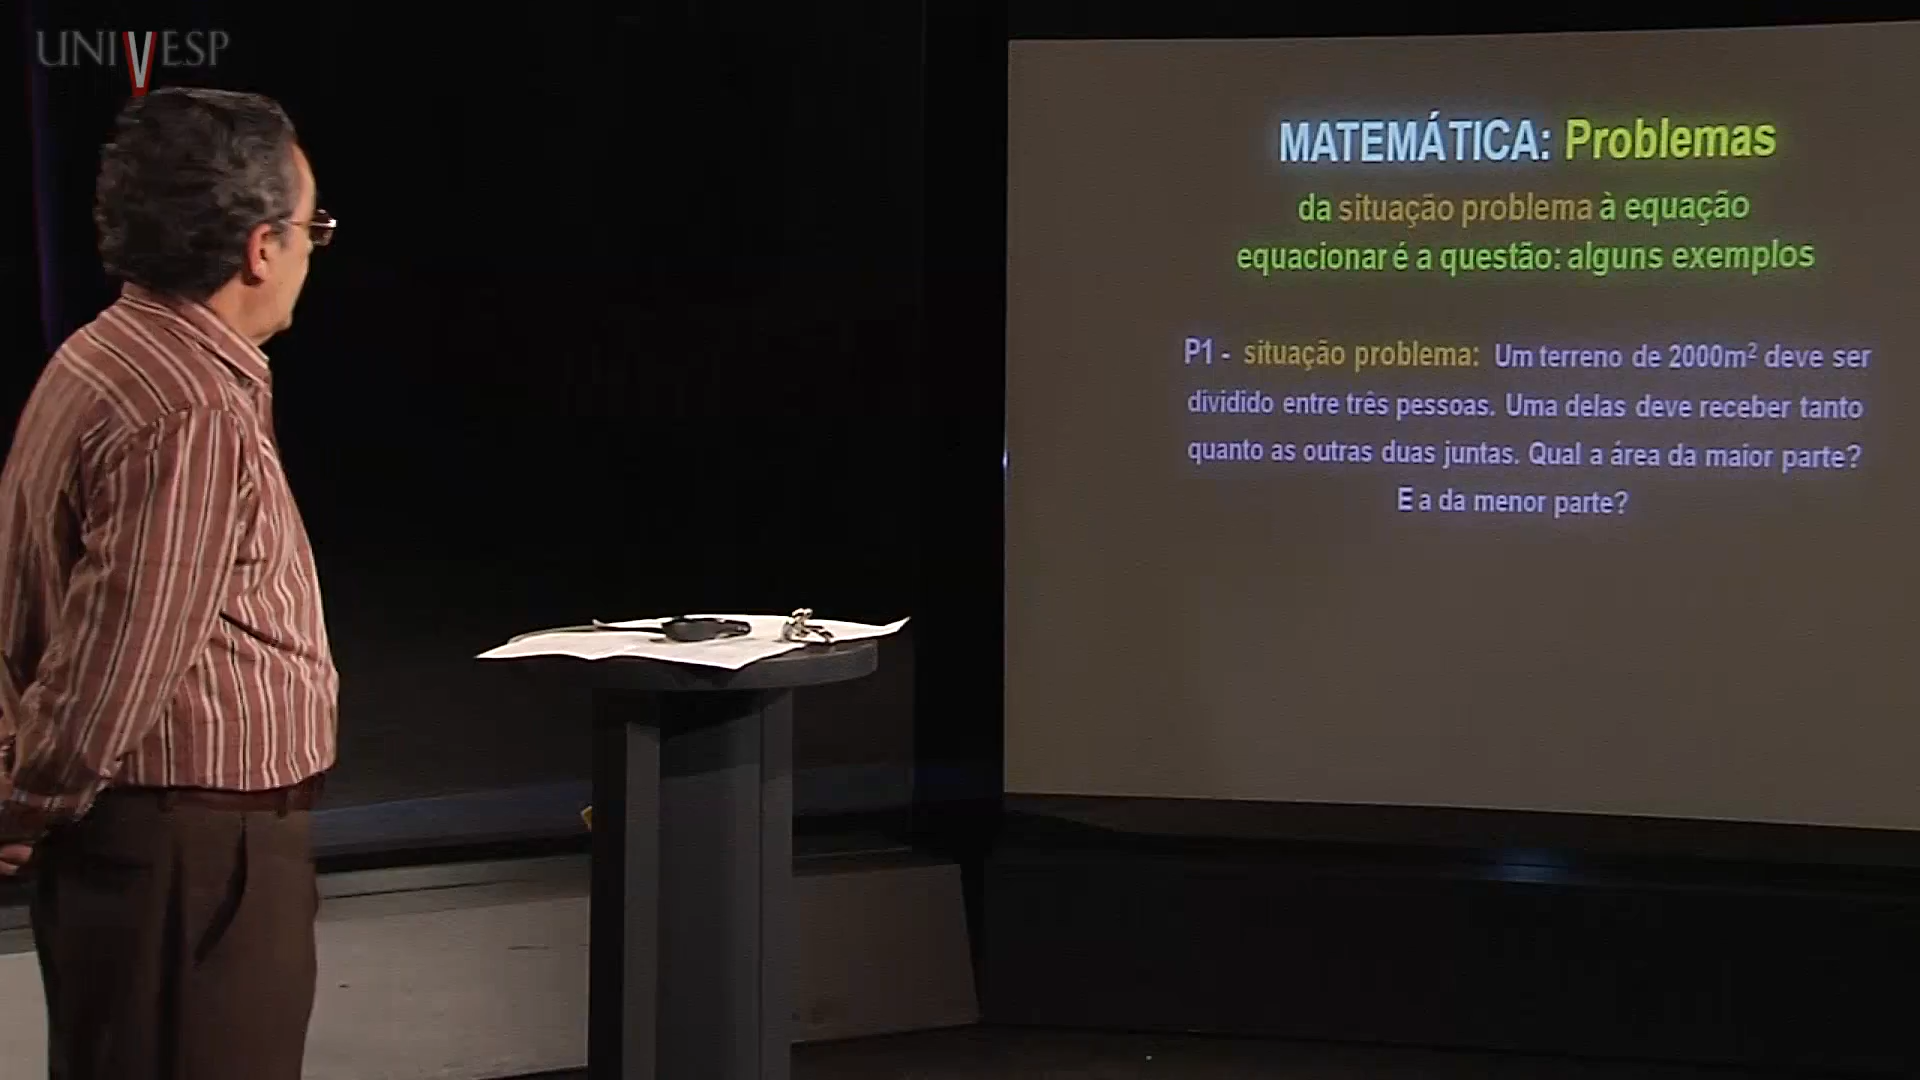 UNIVESP
MATEMÁTICA: Problemas
da situação problema à equação
equacionar é a questão: alguns exemplos
P1 - situação problema: Um terreno de 2000m² deve ser
dividido entre três pessoas. Uma delas deve receber tanto
quanto as outras duas juntas. Qual a área da maior parte?
E a da menor parte?